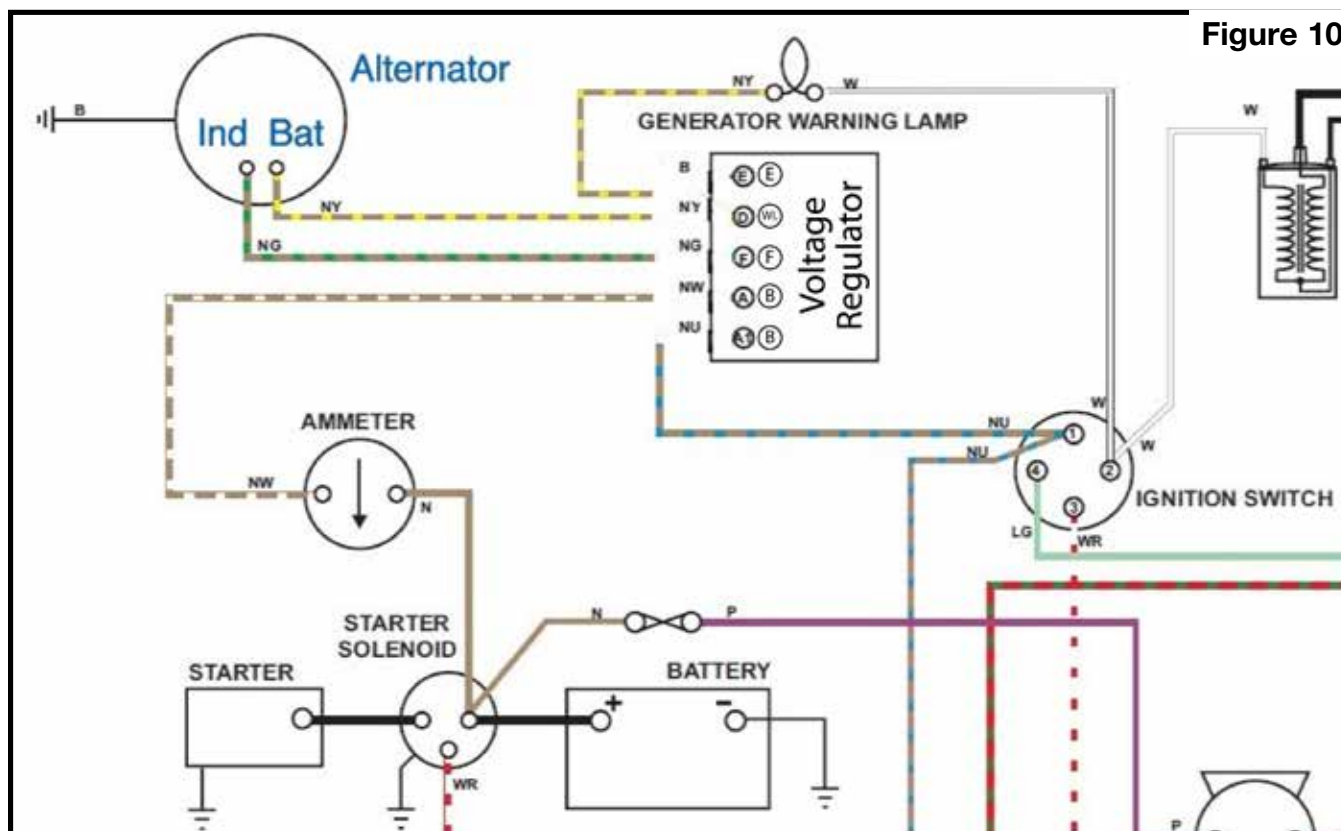 Figure 10
Alternator
B
Ind Bat
NY
NG
NY
W
GENERATOR WARNING LAMP
B
NY
NG
NW
NU
E E
D WL
F F
A B
A1 B
Voltage
Regulator
W
AMMETER
NW
N
NU
NU
W
W
1
2
3
4
IGNITION SWITCH
LG
WR
STARTER
SOLENOID
N
P
STARTER
BATTERY
+
-
WR
P